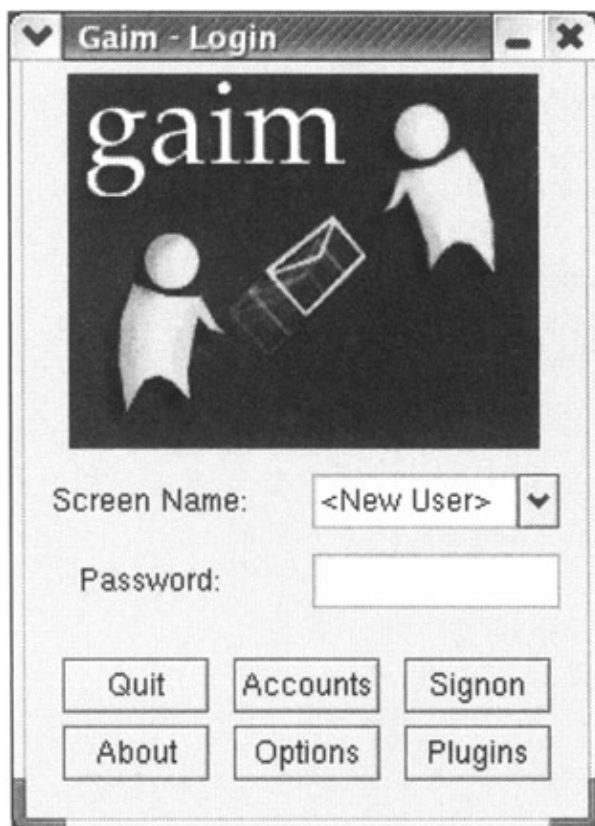 Gaim - Login
gaim
Screen Name: <New User>
Password:
Quit Accounts Signon
About Options Plugins